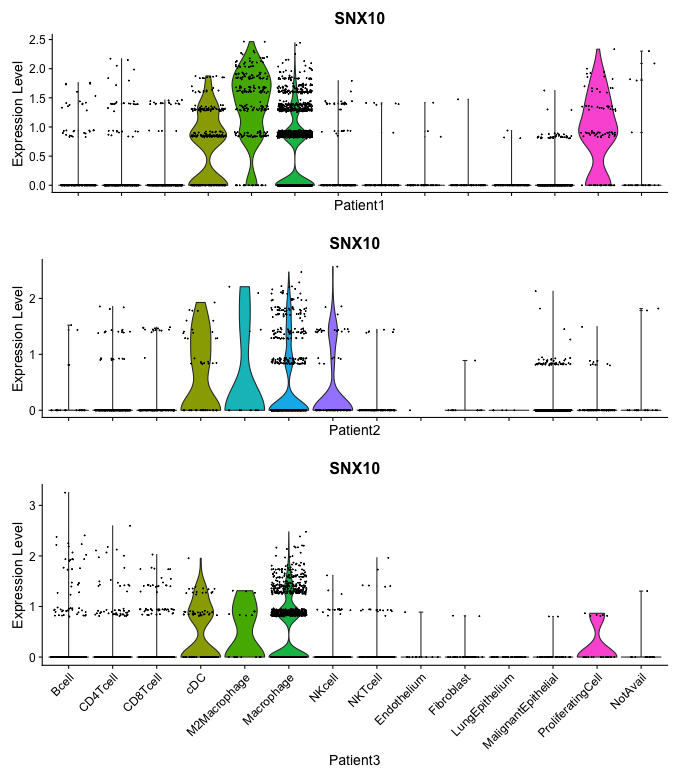 SNX10
Expression Level
2.5
2.0
1.5
1.0
0.5
0.0
Patient1
SNX10
Expression Level
2
1
0
Patient2
SNX10
Expression Level
3
2
1
0
Bcell
CD4Tcell
CD8Tcell
cDC
M2Macrophage
Macrophage
NKcell
NKTcell
Endothelium
Fibroblast
LungEpithelium
MalignantEpithelial
ProliferatingCell
NotAvail
Patient3